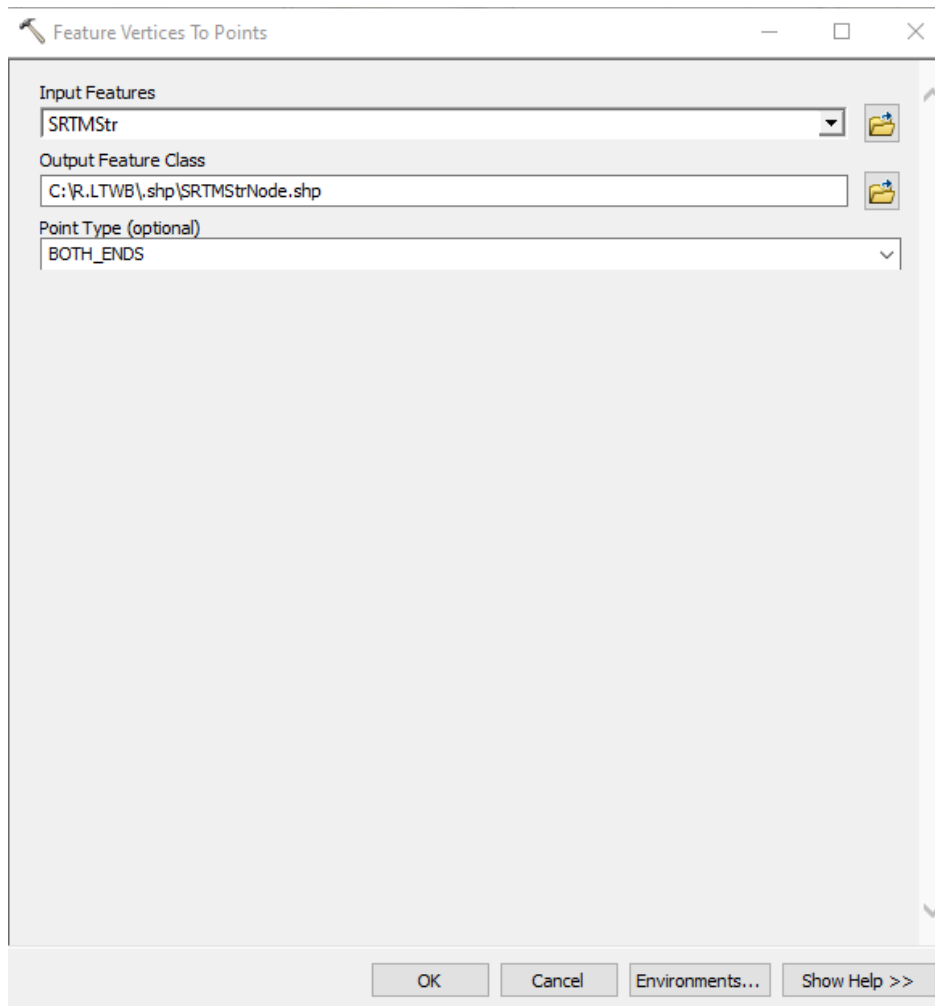 Feature Vertices To Points
Input Features
SRTMStr
Output Feature Class
C:\R.LTWB\.shp\SRTMStrNode.shp
Point Type (optional)
BOTH_ENDS
OK Cancel Environments... Show Help >>